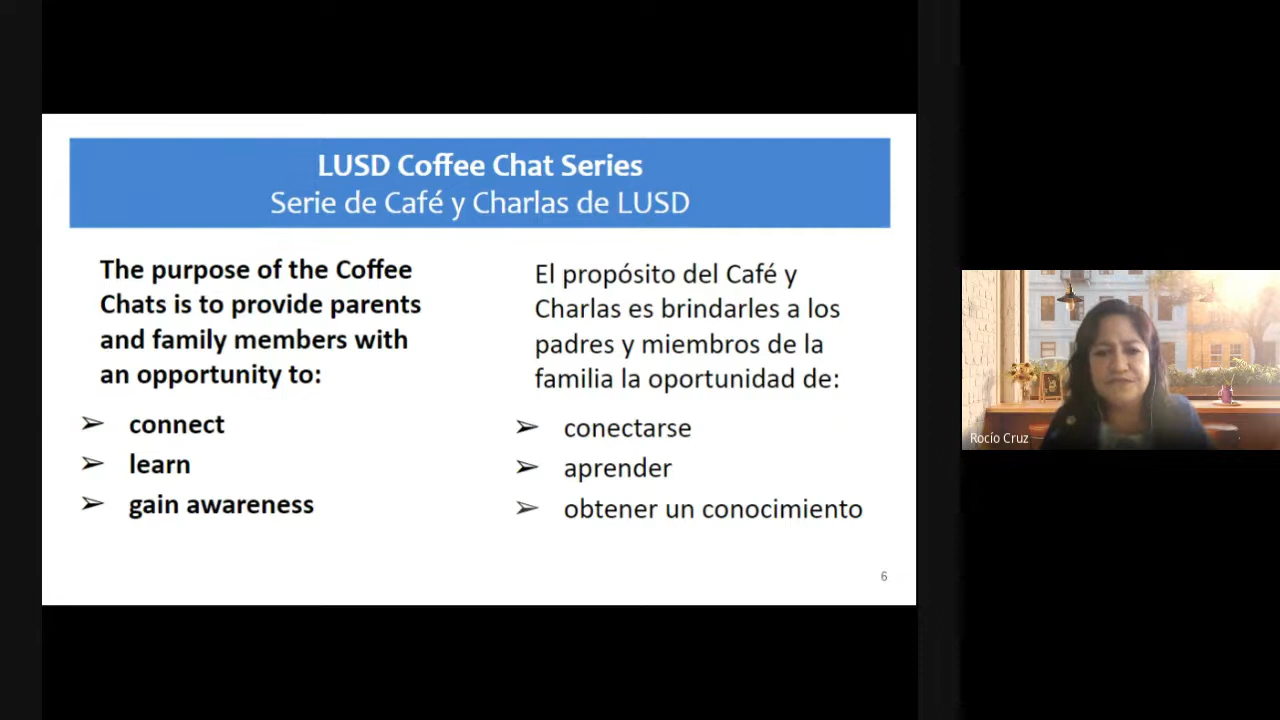 LUSD Coffee Chat Series
Serie de Café y Charlas de LUSD
The purpose of the Coffee
Chats is to provide parents
and family members with
an opportunity to:
➢ connect
➢ learn
➢ gain awareness
El propósito del Café y
Charlas es brindarles a los
padres y miembros de la
familia la oportunidad de:
➢ conectarse
➢ aprender
➢ obtener un conocimiento
6
Rocío Cruz